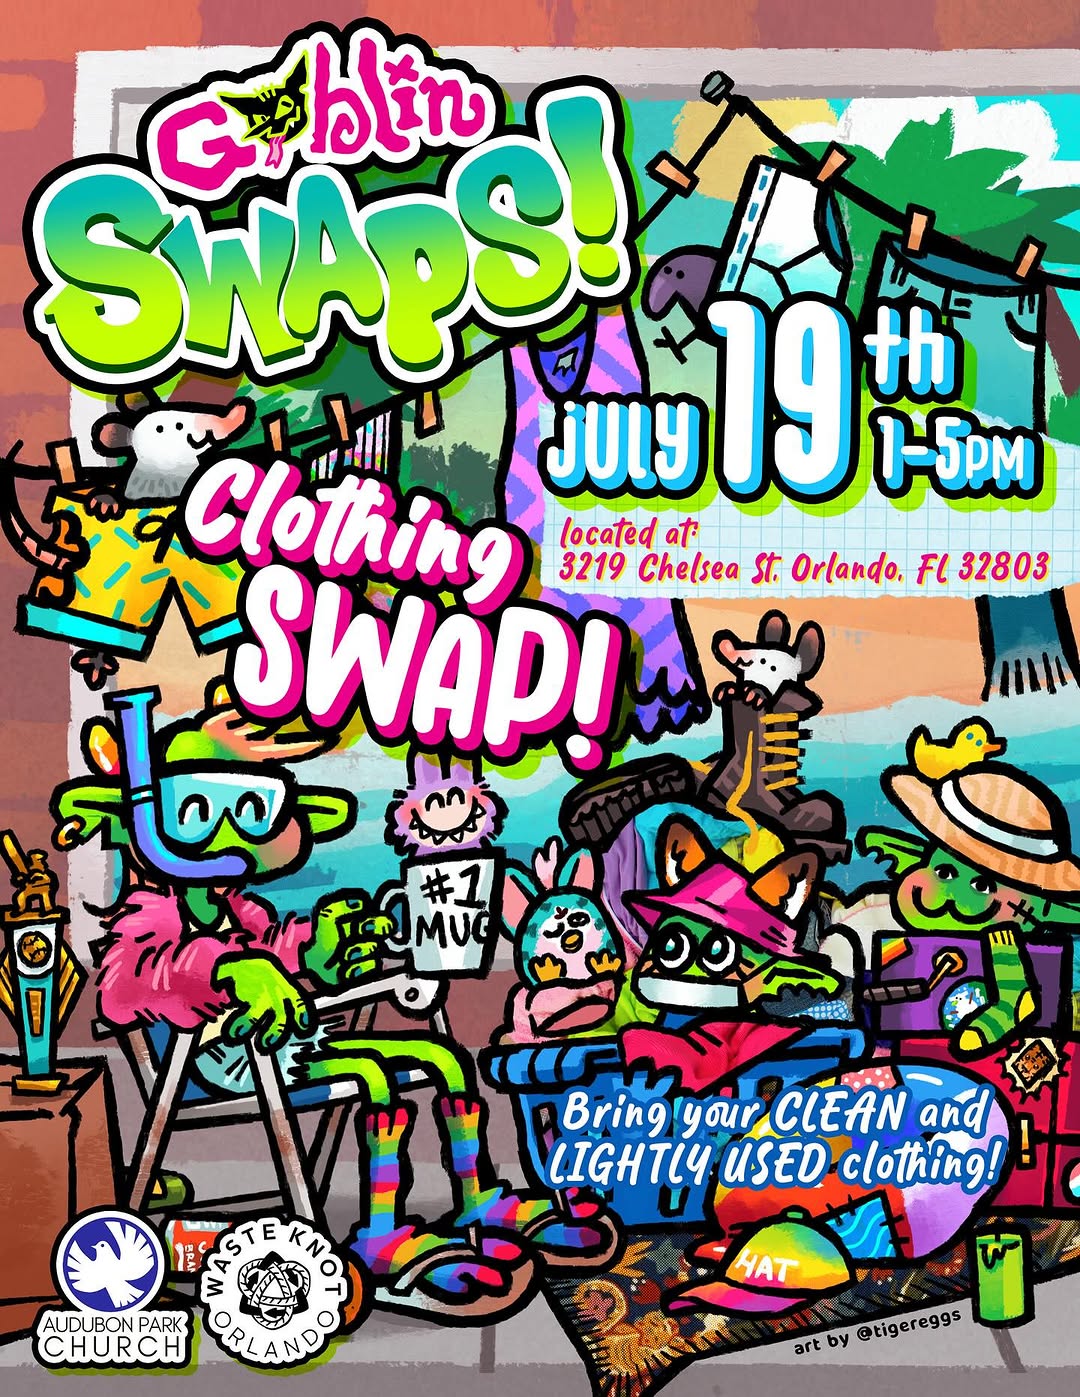 Goblin
SWAPS!
JULY 19th
1-5PM
located at:
3219 Chelsea St. Orlando, Fl 32803
Clothing
SWAP!
#1
MUG
Bring your CLEAN and
LIGHTLY USED clothing!
HAT
WASTE KNOT
ORLANDO
AUDUBON PARK
CHURCH
art by @tigereggs